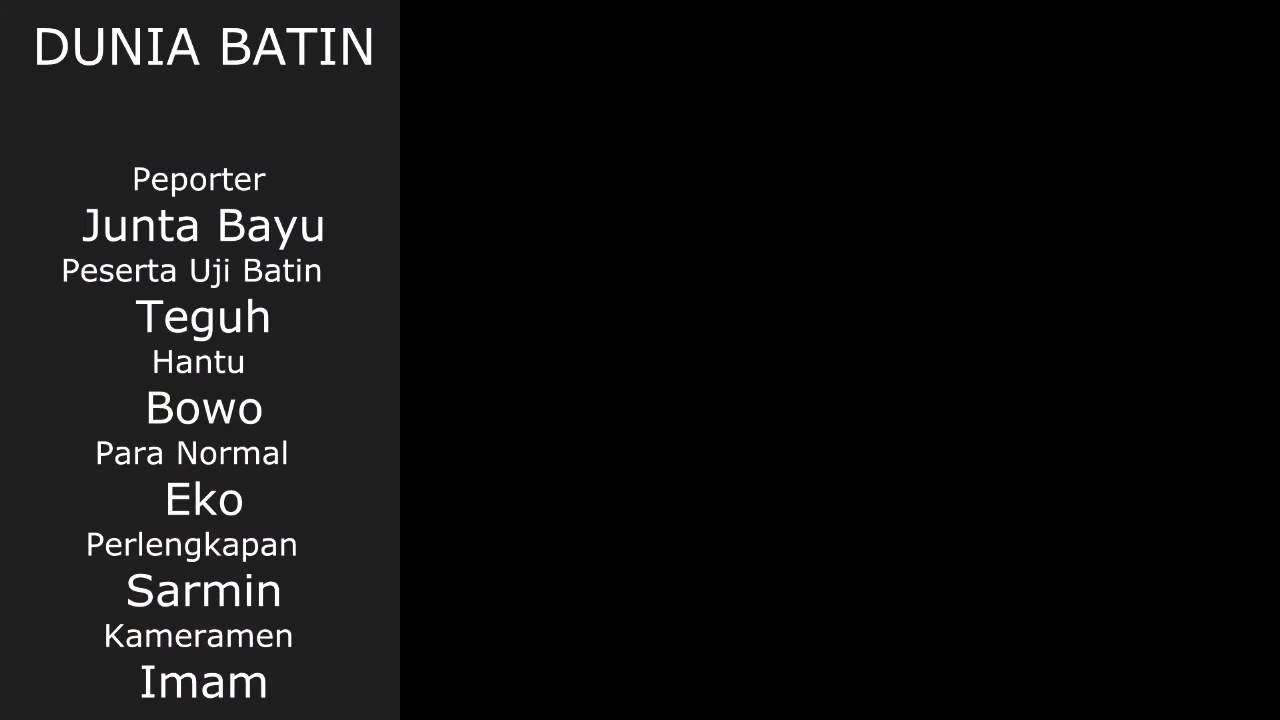 DUNIA BATIN
Peporter
Junta Bayu
Peserta Uji Batin
Teguh
Hantu
Bowo
Para Normal
Eko
Perlengkapan
Sarmin
Kameramen
Imam